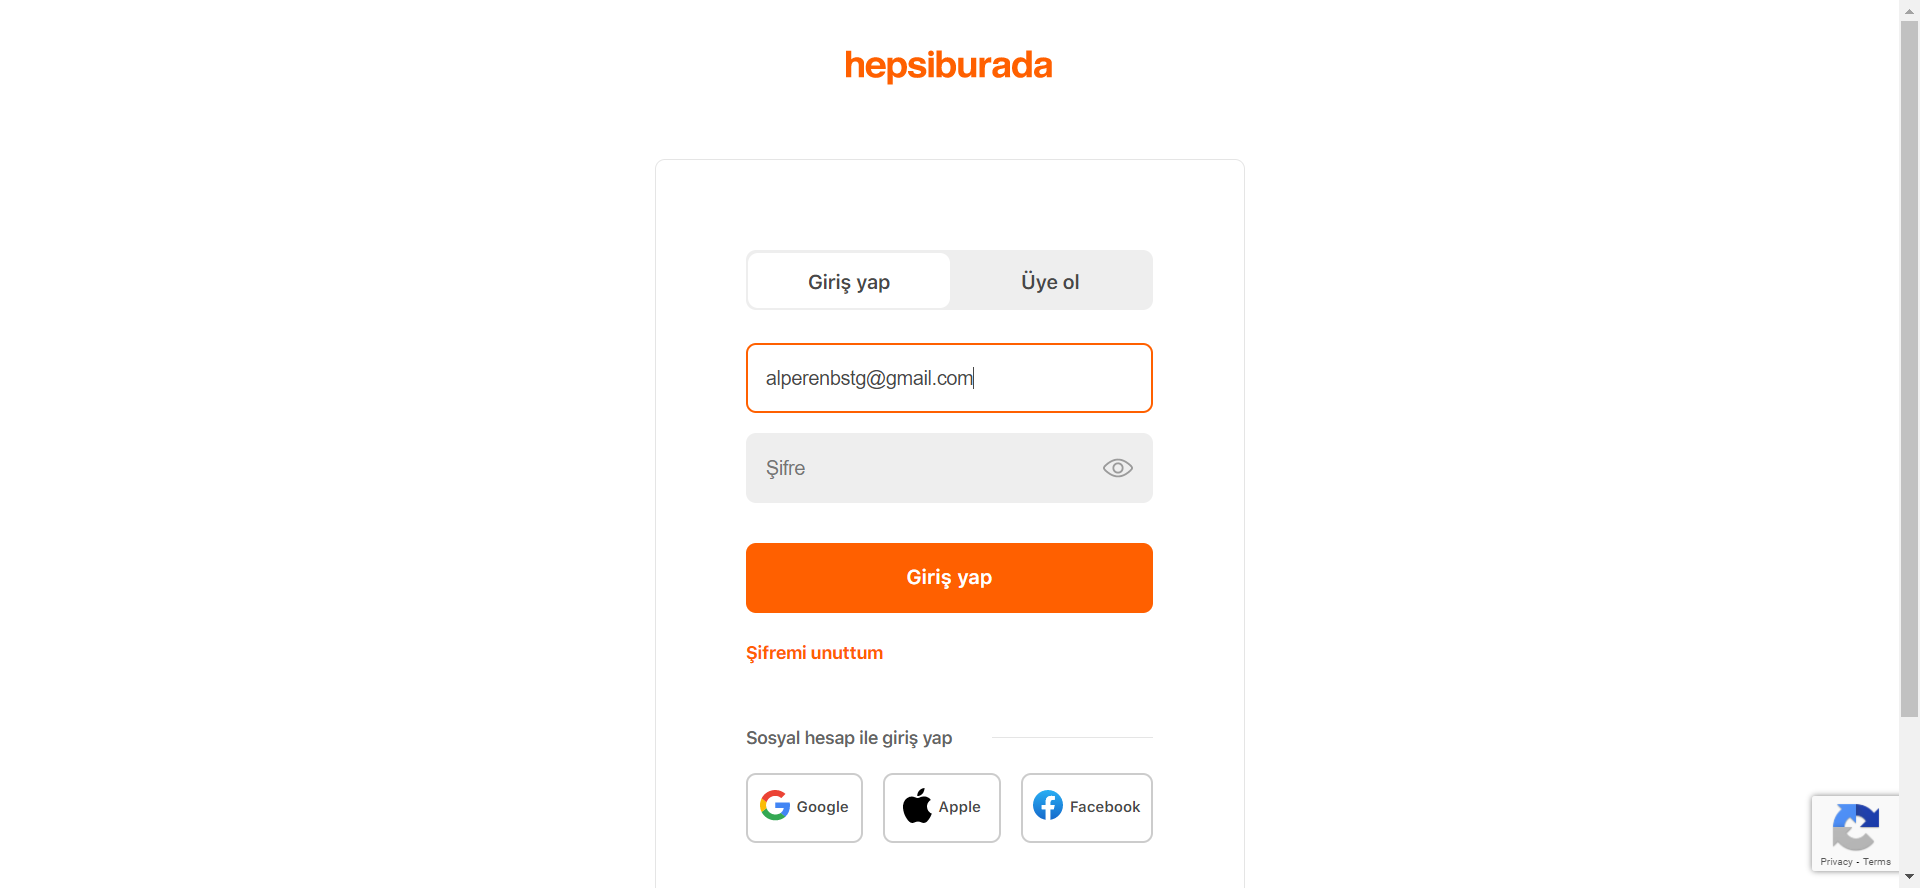 hepsiburada
Giriş yap
Üye ol
alperenbstg@gmail.com
Şifre
Giriş yap
Şifremi unuttum
Sosyal hesap ile giriş yap
Google
Apple
Facebook
Privacy - Terms